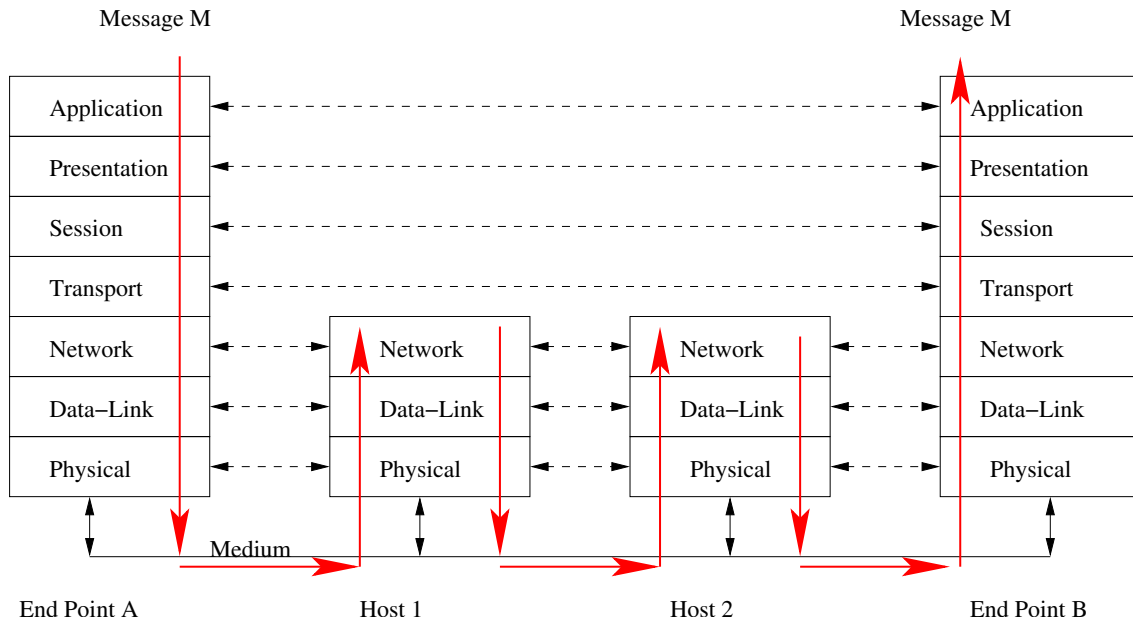 Message M
Message M
Application
Application
Presentation
Presentation
Session
Session
Transport
Transport
Network
Network
Network
Network
Data−Link
Data−Link
Data−Link
Data−Link
Physical
Physical
Physical
Physical
Medium
End Point A
Host 1
Host 2
End Point B